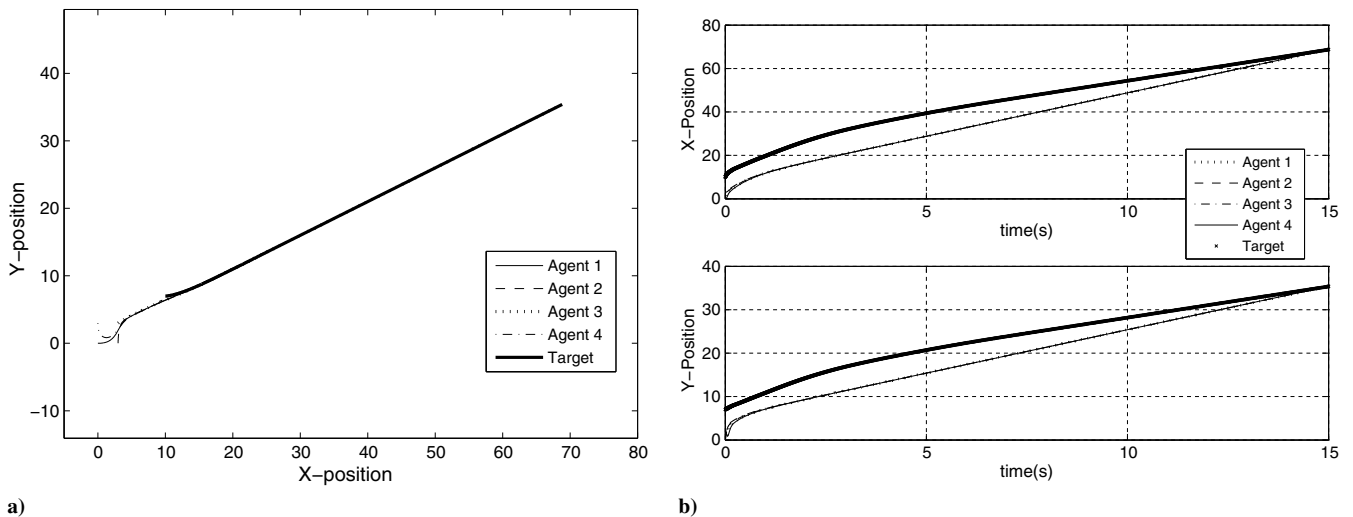 40
30
20
10
0
−10
Y−position
0 10 20 30 40 50 60 70 80
X−position
Agent 1
Agent 2
Agent 3
Agent 4
Target
a)
80
60
40
20
0
X−Position
0 5 10 15
time(s)
Agent 1
Agent 2
Agent 3
Agent 4
Target
40
30
20
10
0
Y−Position
0 5 10 15
time(s)
b)